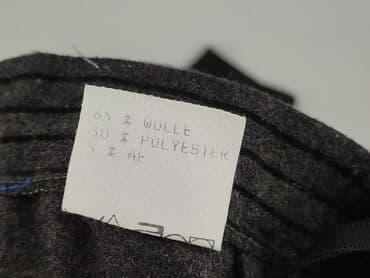 65 % WOLLE
30 % POLYESTER
5 % AF